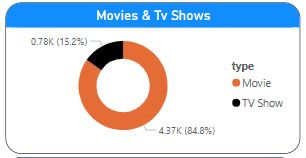 Movies & Tv Shows
0.78K (15.2%)
type
Movie
TV Show
4.37K (84.8%)